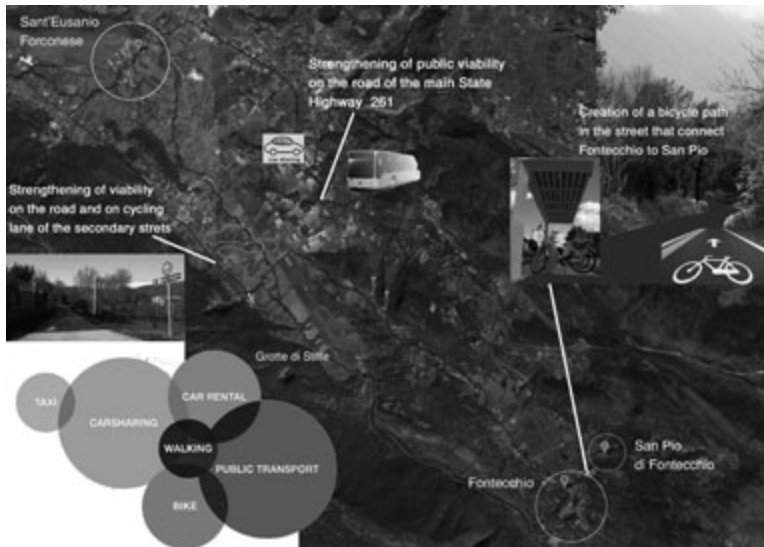 Sant'Eusanio
Forconese
Strengthening of public viability
on the road of the main State
Highway 261
Creation of a bicycle path
in the street that connect
Fontecchio to San Pio
car sharing
Strengthening of viability
on the road and on cycling
lane of the secondary strets
Grotte di Stiffe
TAXI
CARSHARING
CAR RENTAL
WALKING
PUBLIC TRANSPORT
BIKE
San Pio
di Fontecchio
Fontecchio